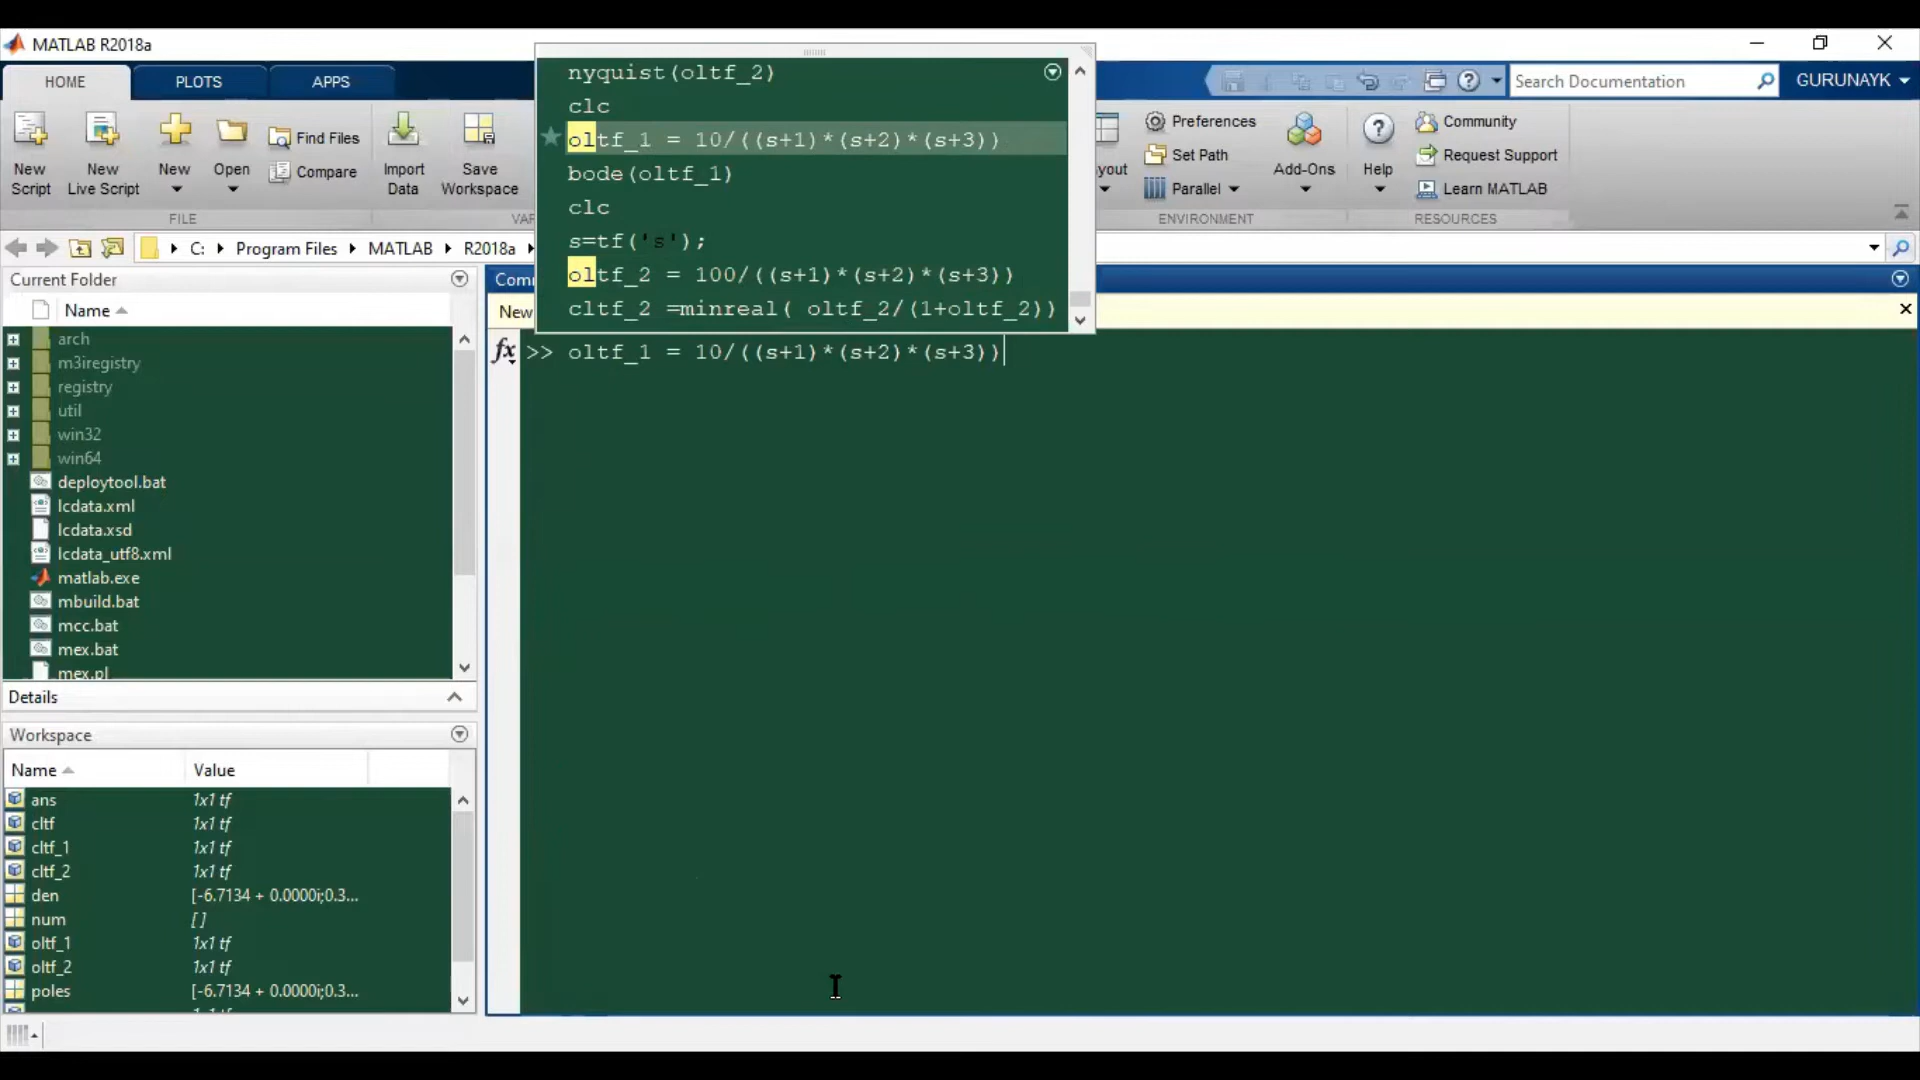 MATLAB R2018a
HOME
PLOTS
APPS
Search Documentation
GURUNAYK
New Script
New Live Script
New
Open
Find Files
Compare
Import Data
Save Workspace
Preferences
Set Path
Parallel
Add-Ons
Help
Community
Request Support
Learn MATLAB
yout
FILE
VAR
ENVIRONMENT
RESOURCES
C:
Program Files
MATLAB
R2018a
nyquist(oltf_2)
clc
oltf_1 = 10/((s+1)*(s+2)*(s+3))
bode(oltf_1)
clc
s=tf('s');
oltf_2 = 100/((s+1)*(s+2)*(s+3))
cltf_2 =minreal( oltf_2/(1+oltf_2))
Current Folder
Name
arch
m3iregistry
registry
util
win32
win64
deploytool.bat
lcdata.xml
lcdata.xsd
lcdata_utf8.xml
matlab.exe
mbuild.bat
mcc.bat
mex.bat
mex.pl
Details
Workspace
Name Value
ans 1x1 tf
cltf 1x1 tf
cltf_1 1x1 tf
cltf_2 1x1 tf
den [-6.7134 + 0.0000i;0.3...
num []
oltf_1 1x1 tf
oltf_2 1x1 tf
poles [-6.7134 + 0.0000i;0.3...
Com
New
fx >> oltf_1 = 10/((s+1)*(s+2)*(s+3))